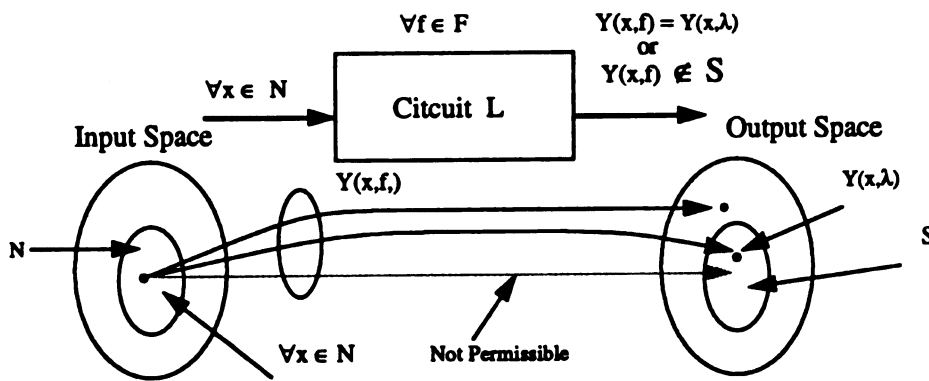 ∀f ∈ F
Y(x,f) = Y(x,λ)
or
Y(x,f) ∉ S
∀x ∈ N
Citcuit L
Input Space
Output Space
Y(x,f,)
Y(x,λ)
N
S
∀x ∈ N
Not Permissible